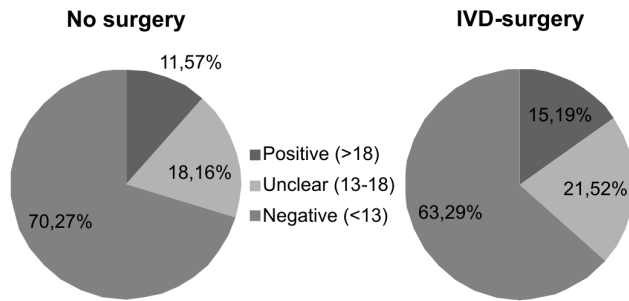 No surgery
IVD-surgery
11,57%
18,16%
70,27%
Positive (>18)
Unclear (13-18)
Negative (<13)
15,19%
21,52%
63,29%